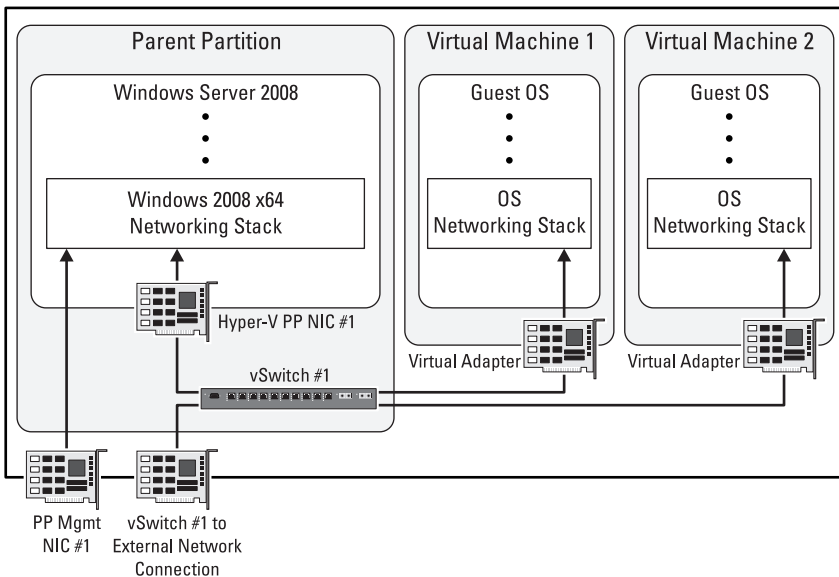 Parent Partition
Windows Server 2008
Windows 2008 x64
Networking Stack
Hyper-V PP NIC #1
vSwitch #1
PP Mgmt
NIC #1
vSwitch #1 to
External Network
Connection
Virtual Machine 1
Guest OS
OS
Networking Stack
Virtual Adapter
Virtual Machine 2
Guest OS
OS
Networking Stack
Virtual Adapter